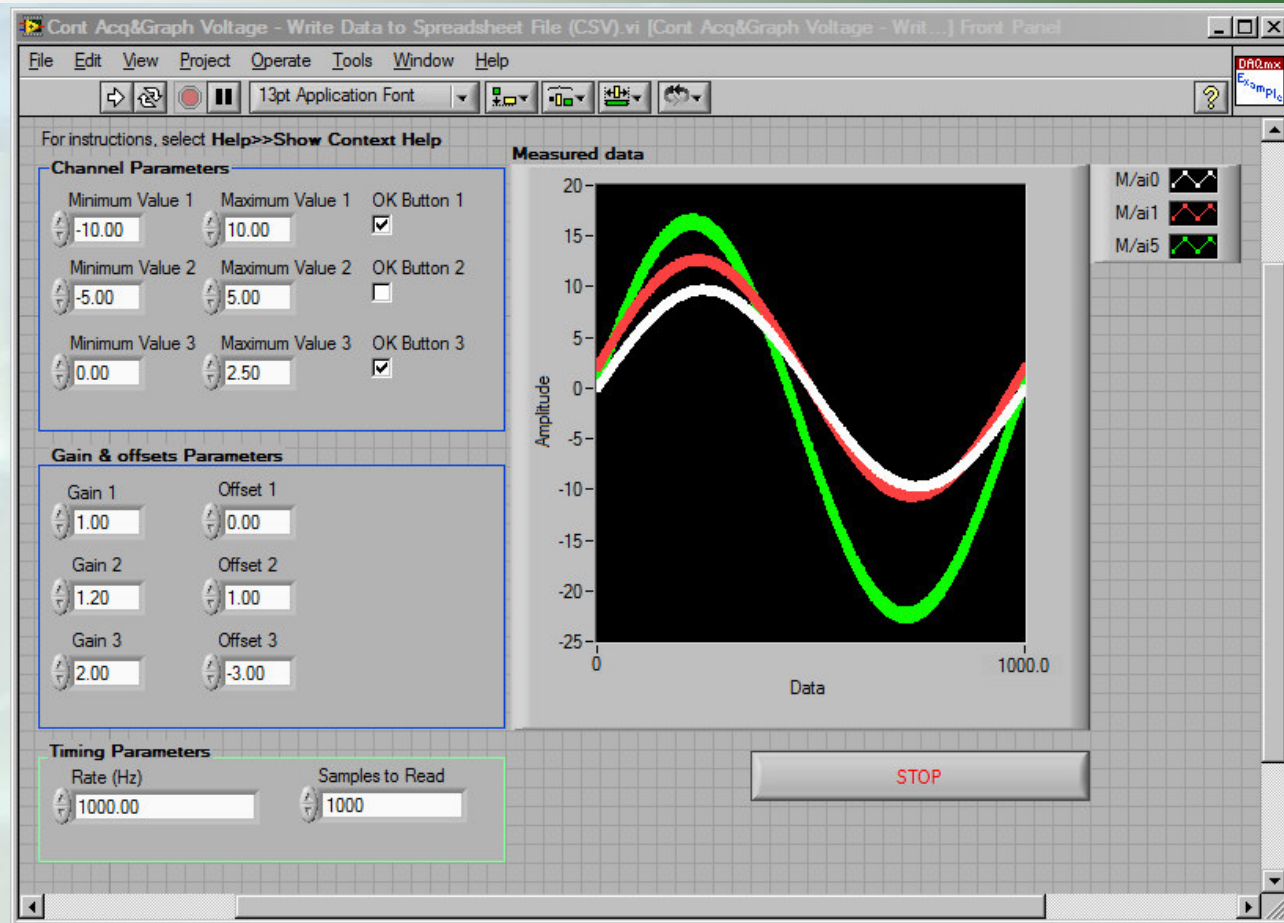 Cont Acq&Graph Voltage - Write Data to Spreadsheet File (CSV).vi [Cont Acq&Graph Voltage - Writ...] Front Panel
File Edit View Project Operate Tools Window Help
13pt Application Font
DAQmx
Example
For instructions, select Help>>Show Context Help
Channel Parameters
Minimum Value 1 Maximum Value 1 OK Button 1
-10.00 10.00
Minimum Value 2 Maximum Value 2 OK Button 2
-5.00 5.00
Minimum Value 3 Maximum Value 3 OK Button 3
0.00 2.50
Gain & offsets Parameters
Gain 1 Offset 1
1.00 0.00
Gain 2 Offset 2
1.20 1.00
Gain 3 Offset 3
2.00 -3.00
Timing Parameters
Rate (Hz) Samples to Read
1000.00 1000
Measured data
20
15
10
5
0
-5
-10
-15
-20
-25
Amplitude
0 1000.0
Data
M/ai0
M/ai1
M/ai5
STOP